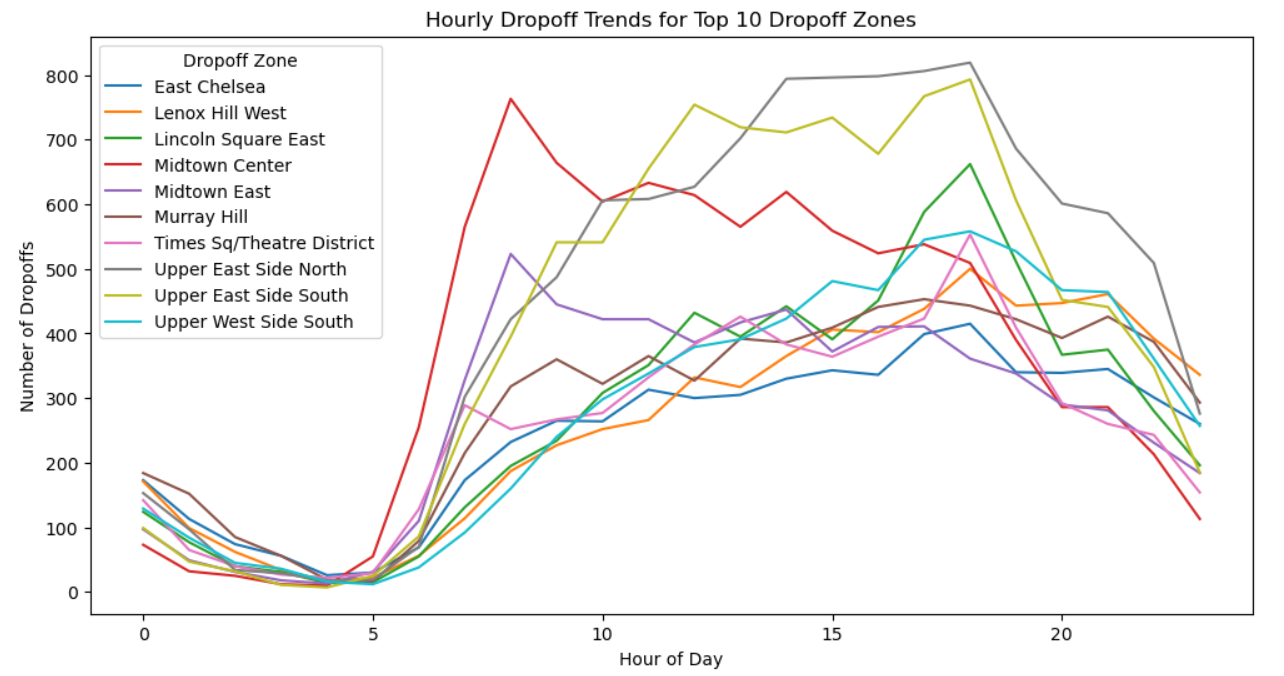 Hourly Dropoff Trends for Top 10 Dropoff Zones
Dropoff Zone
East Chelsea
Lenox Hill West
Lincoln Square East
Midtown Center
Midtown East
Murray Hill
Times Sq/Theatre District
Upper East Side North
Upper East Side South
Upper West Side South
Number of Dropoffs
800
700
600
500
400
300
200
100
0
0 5 10 15 20
Hour of Day